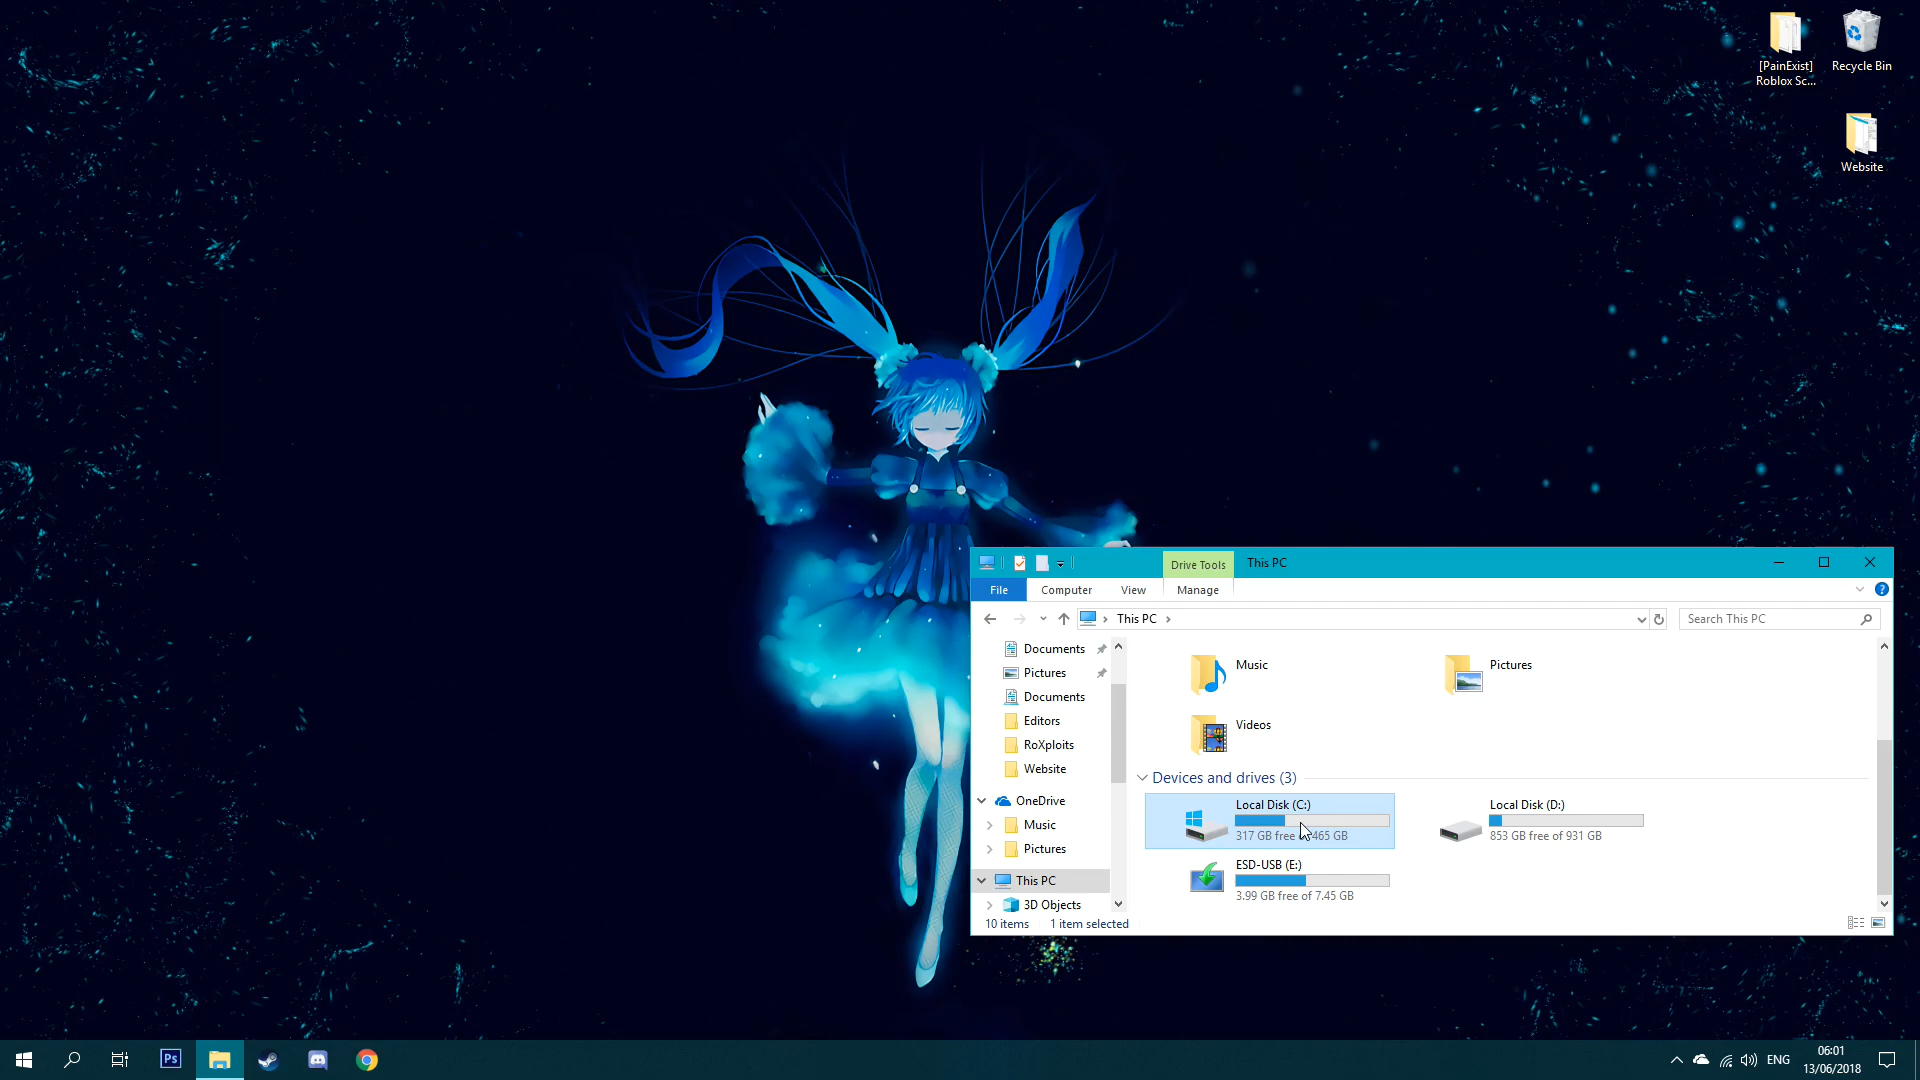 [PainExist]
Roblox Sc...
Recycle Bin
Website
Drive Tools
This PC
File
Computer
View
Manage
This PC
Search This PC
Documents
Pictures
Documents
Editors
RoXploits
Website
OneDrive
Music
Pictures
This PC
3D Objects
Music
Pictures
Videos
Devices and drives (3)
Local Disk (C:)
317 GB free 465 GB
Local Disk (D:)
853 GB free of 931 GB
ESD-USB (E:)
3.99 GB free of 7.45 GB
10 items
1 item selected
Ps
ENG
06:01
13/06/2018